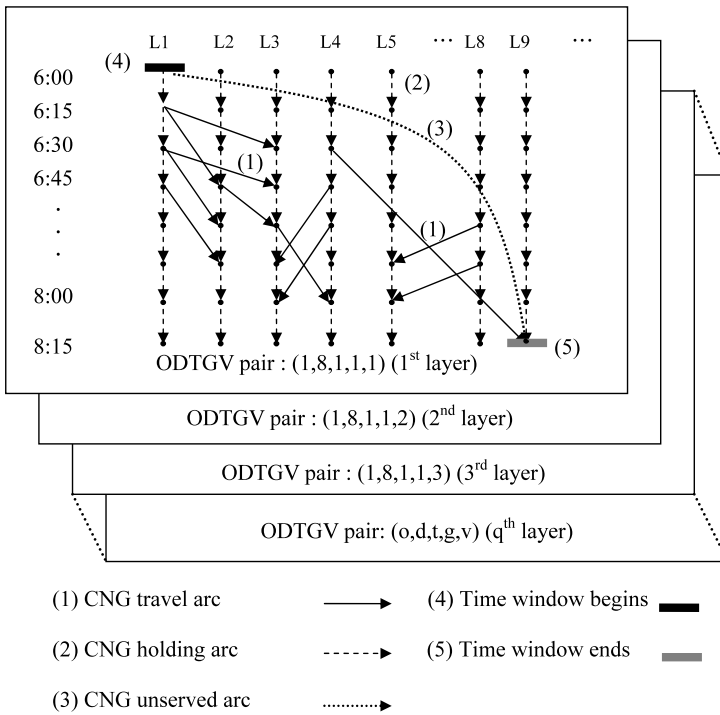 L1 L2 L3 L4 L5 ··· L8 L9 ···
(4)
6:00
(2)
6:15
(3)
6:30
(1)
6:45
.
.
(1)
.
8:00
8:15
(5)
ODTGV pair : (1,8,1,1,1) (1st layer)
ODTGV pair : (1,8,1,1,2) (2nd layer)
ODTGV pair : (1,8,1,1,3) (3rd layer)
ODTGV pair: (o,d,t,g,v) (qth layer)
(1) CNG travel arc
(4) Time window begins
(2) CNG holding arc
(5) Time window ends
(3) CNG unserved arc